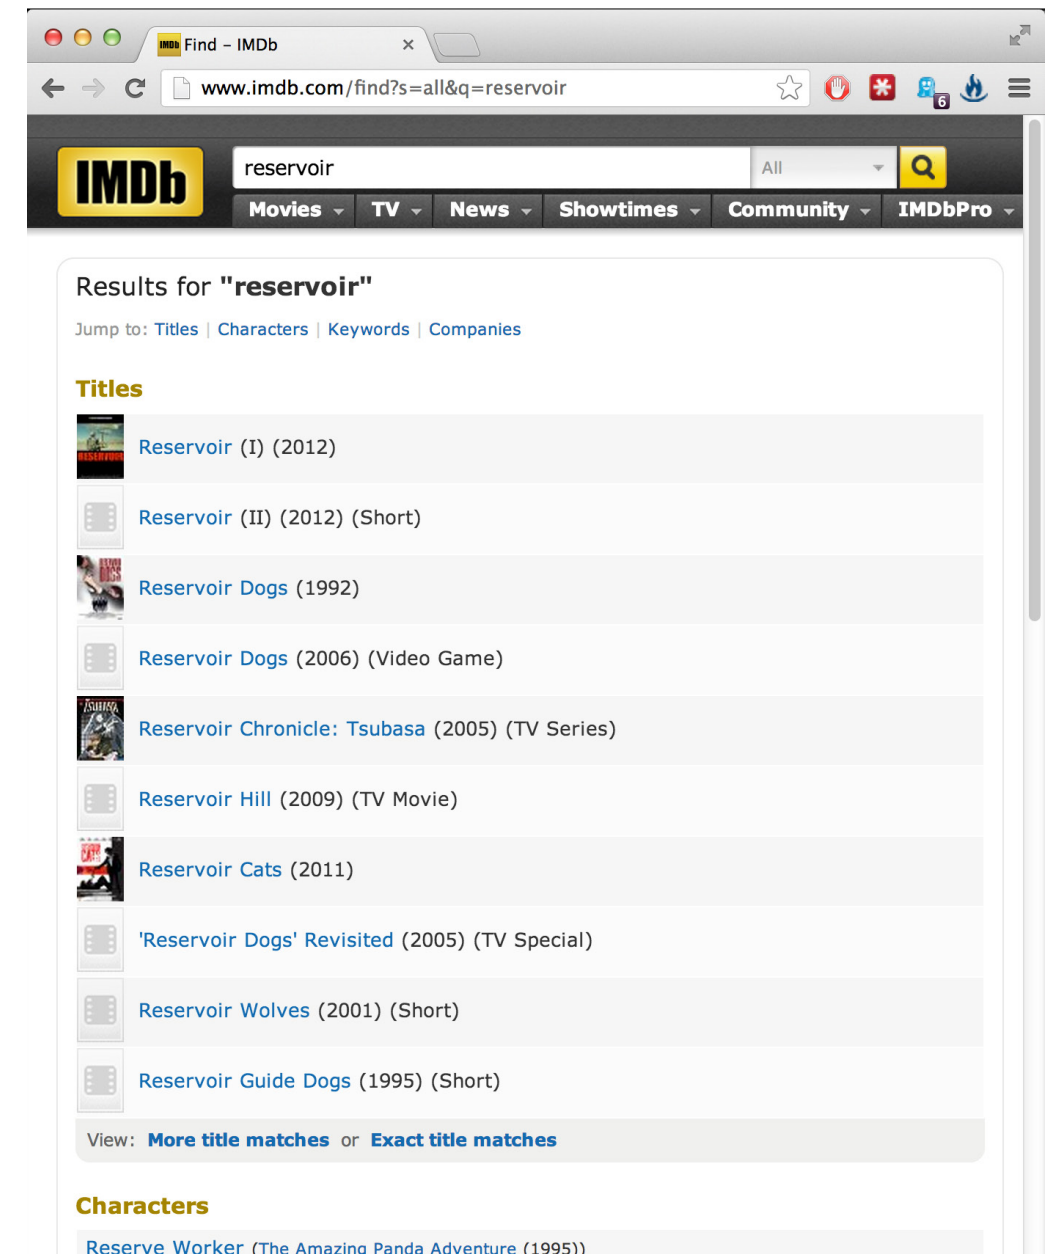 Find – IMDb
www.imdb.com/find?s=all&q=reservoir
6
IMDb
reservoir
All
Movies TV News Showtimes Community IMDbPro
Results for "reservoir"
Jump to: Titles | Characters | Keywords | Companies
Titles
Reservoir (I) (2012)
Reservoir (II) (2012) (Short)
Reservoir Dogs (1992)
Reservoir Dogs (2006) (Video Game)
Reservoir Chronicle: Tsubasa (2005) (TV Series)
Reservoir Hill (2009) (TV Movie)
Reservoir Cats (2011)
'Reservoir Dogs' Revisited (2005) (TV Special)
Reservoir Wolves (2001) (Short)
Reservoir Guide Dogs (1995) (Short)
View: More title matches or Exact title matches
Characters
Reserve Worker (The Amazing Panda Adventure (1995))